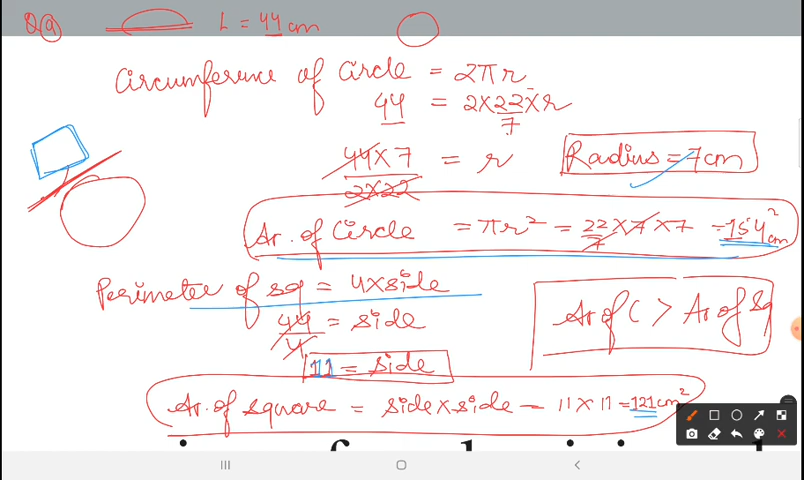 Q9 L = 44 cm
Circumference of Circle = 2πr
44 = 2×22/7×r
44×7/2×22 = r
Radius = 7cm
Ar. of Circle = πr² = 22/7×7×7 = 154 cm²
Perimeter of sq = 4×side
44/4 = side
11 = side
Ar of C > Ar of Sq
Ar. of square = side×side = 11×11 = 121 cm²